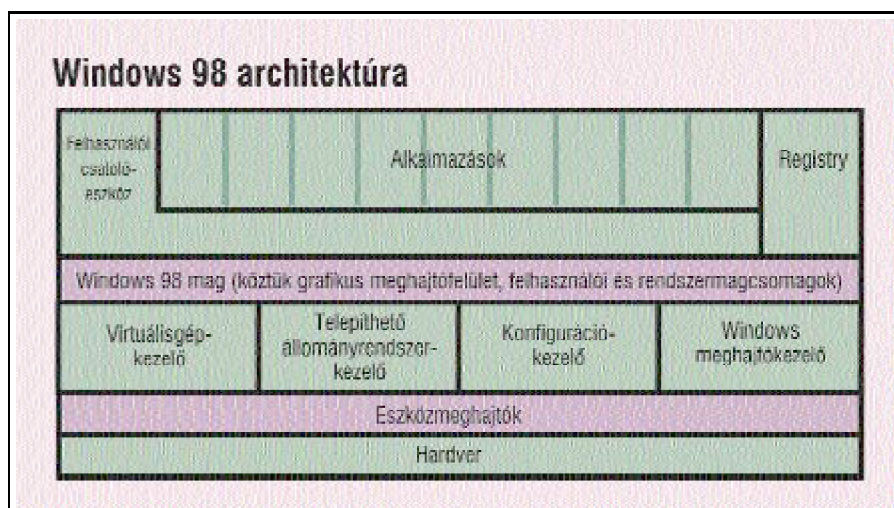 Windows 98 architektúra
Felhasználói
csatoló-
eszköz
Alkalmazások
Registry
Windows 98 mag (köztük grafikus meghajtófelület, felhasználói és rendszermagcsomagok)
Virtuálisgép-
kezelő
Telepíthető
állományrendszer-
kezelő
Konfiguráció-
kezelő
Windows
meghajtókezelő
Eszközmeghajtók
Hardver